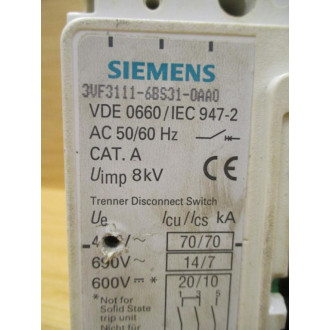 SIEMENS
3VF3111-6BS31-0AA0
VDE 0660/IEC 947-2
AC 50/60 Hz
CAT. A
Uimp 8kV CE
Trenner Disconnect Switch
Ue Icu/Ics kA
V~ 70/70
690V~ 14/7
600V=* 20/10
*Not for
Solid State
trip unit
Nicht für